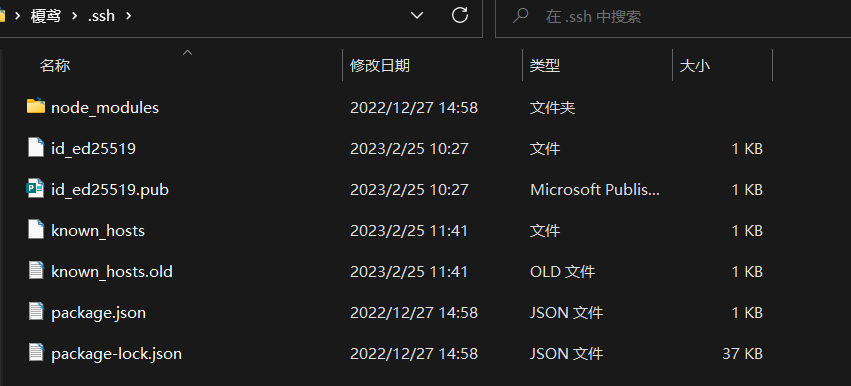 榎鸢 .ssh 在 .ssh 中搜索
名称 修改日期 类型 大小
node_modules 2022/12/27 14:58 文件夹
id_ed25519 2023/2/25 10:27 文件 1 KB
id_ed25519.pub 2023/2/25 10:27 Microsoft Publis... 1 KB
known_hosts 2023/2/25 11:41 文件 1 KB
known_hosts.old 2023/2/25 11:41 OLD 文件 1 KB
package.json 2022/12/27 14:58 JSON 文件 1 KB
package-lock.json 2022/12/27 14:58 JSON 文件 37 KB